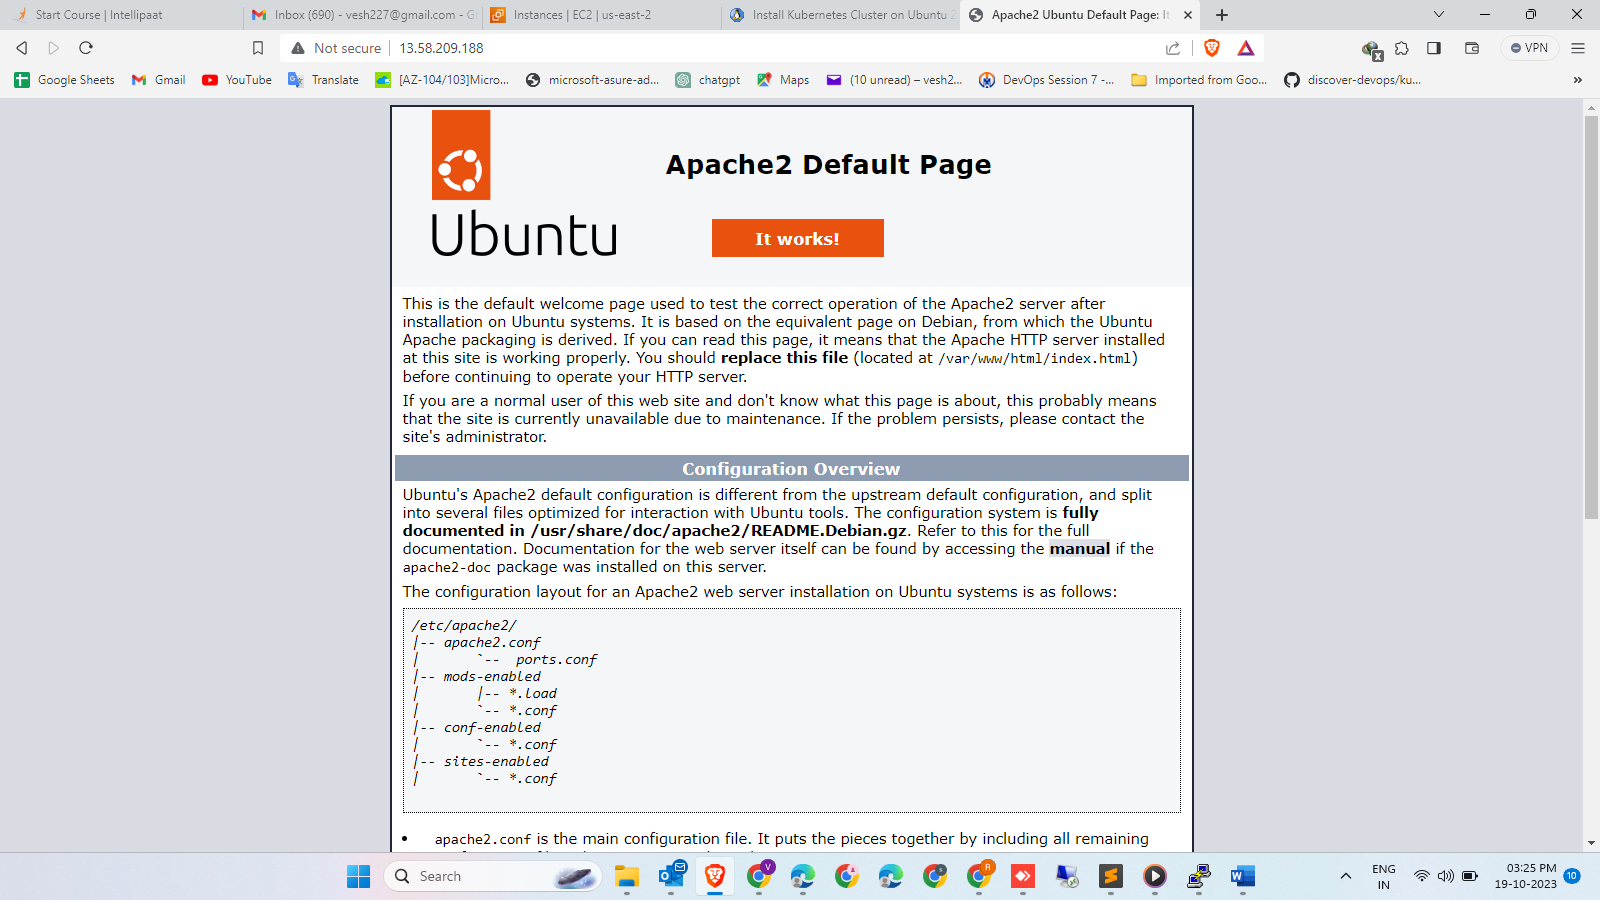 Start Course | Intellipaat
Inbox (690) - vesh227@gmail.com - G
Instances | EC2 | us-east-2
Install Kubernetes Cluster on Ubuntu 2
Apache2 Ubuntu Default Page: It
Not secure
13.58.209.188
VPN
Google Sheets
Gmail
YouTube
Translate
[AZ-104/103]Micro...
microsoft-asure-ad...
chatgpt
Maps
(10 unread) – vesh2...
DevOps Session 7 -...
Imported from Goo...
discover-devops/ku...
»
Apache2 Default Page
Ubuntu
It works!
This is the default welcome page used to test the correct operation of the Apache2 server after
installation on Ubuntu systems. It is based on the equivalent page on Debian, from which the Ubuntu
Apache packaging is derived. If you can read this page, it means that the Apache HTTP server installed
at this site is working properly. You should replace this file (located at /var/www/html/index.html)
before continuing to operate your HTTP server.
If you are a normal user of this web site and don't know what this page is about, this probably means
that the site is currently unavailable due to maintenance. If the problem persists, please contact the
site's administrator.
Configuration Overview
Ubuntu's Apache2 default configuration is different from the upstream default configuration, and split
into several files optimized for interaction with Ubuntu tools. The configuration system is fully
documented in /usr/share/doc/apache2/README.Debian.gz. Refer to this for the full
documentation. Documentation for the web server itself can be found by accessing the manual if the
apache2-doc package was installed on this server.
The configuration layout for an Apache2 web server installation on Ubuntu systems is as follows:
/etc/apache2/
|-- apache2.conf
|       `--  ports.conf
|-- mods-enabled
|       |-- *.load
|       `-- *.conf
|-- conf-enabled
|       `-- *.conf
|-- sites-enabled
|       `-- *.conf
• apache2.conf is the main configuration file. It puts the pieces together by including all remaining
Search
ENG
IN
03:25 PM
19-10-2023
10